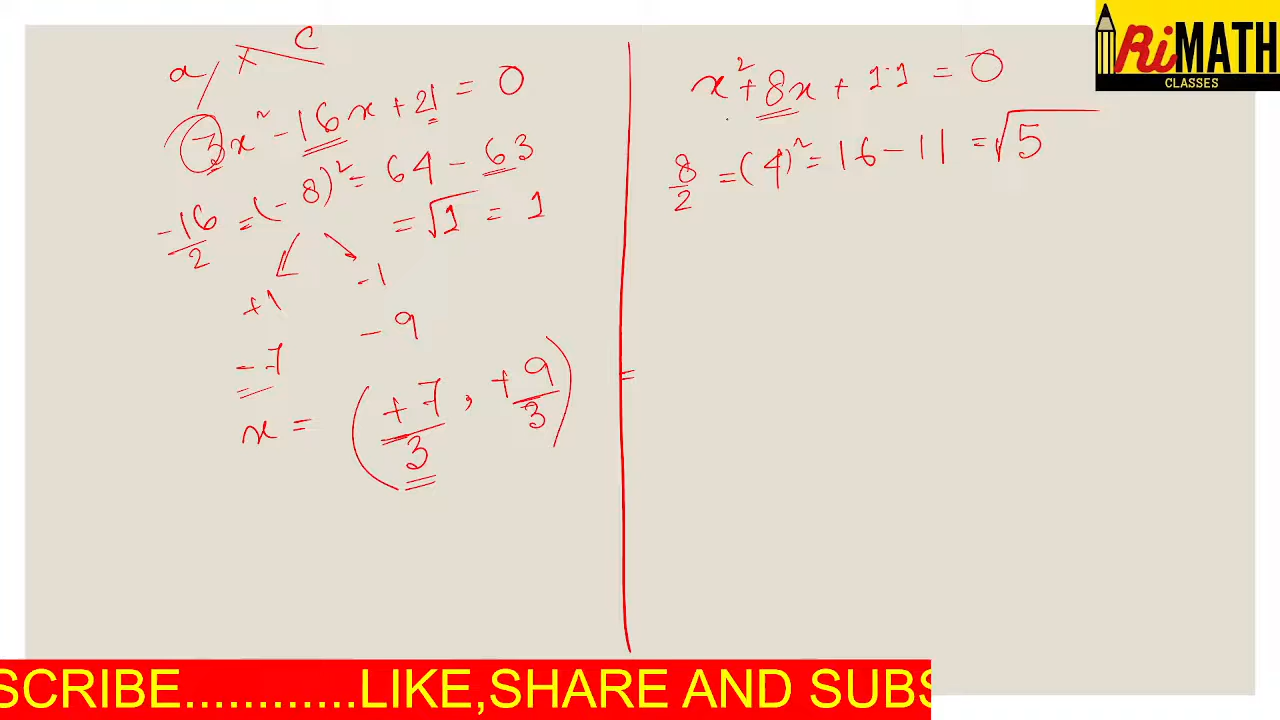 RiMATH
CLASSES
a × c
3x² - 16x + 21 = 0
-16/2 = (-8)² = 64 - 63
= √1 = 1
+1 -1
-7 -9
x = (+7/3, +9/3)
x² + 8x + 11 = 0
8/2 = (4)² = 16 - 11 = √5
=
SCRIBE............LIKE,SHARE AND SUBS